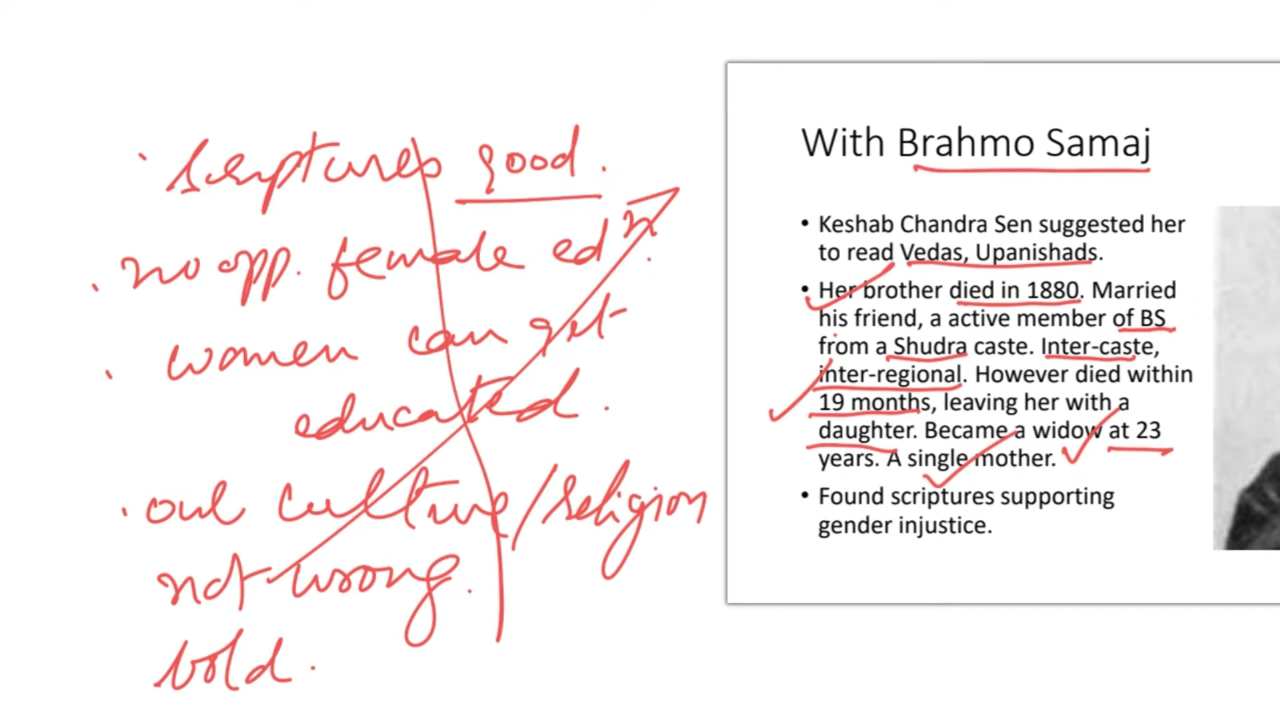 · scriptures good.
· no opp. female edn.
· women can get
educated.
· our culture/religion
not wrong.
bold.
With Brahmo Samaj
• Keshab Chandra Sen suggested her
to read Vedas, Upanishads.
• Her brother died in 1880. Married
his friend, a active member of BS
from a Shudra caste. Inter-caste,
inter-regional. However died within
19 months, leaving her with a
daughter. Became a widow at 23
years. A single mother.
• Found scriptures supporting
gender injustice.